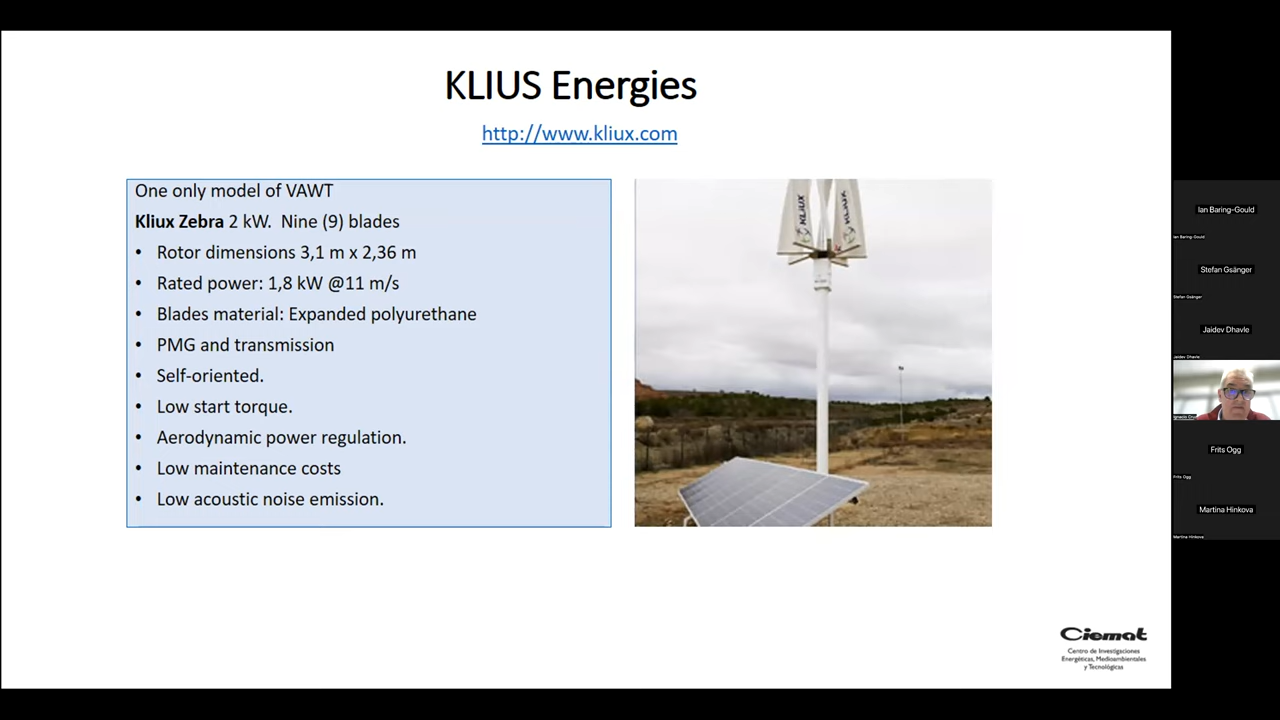 KLIUS Energies
http://www.kliux.com
One only model of VAWT
Kliux Zebra 2 kW.  Nine (9) blades
• Rotor dimensions 3,1 m x 2,36 m
• Rated power: 1,8 kW @11 m/s
• Blades material: Expanded polyurethane
• PMG and transmission
• Self-oriented.
• Low start torque.
• Aerodynamic power regulation.
• Low maintenance costs
• Low acoustic noise emission.
KLIUX
KLIUX
Ciemat
Centro de Investigaciones
Energéticas, Medioambientales
y Tecnológicas
Ian Baring-Gould
Ian Baring-Gould
Stefan Gsänger
Stefan Gsänger
Jaidev Dhavle
Jaidev Dhavle
Ignacio Cruz
Frits Ogg
Frits Ogg
Martina Hinkova
Martina Hinkova